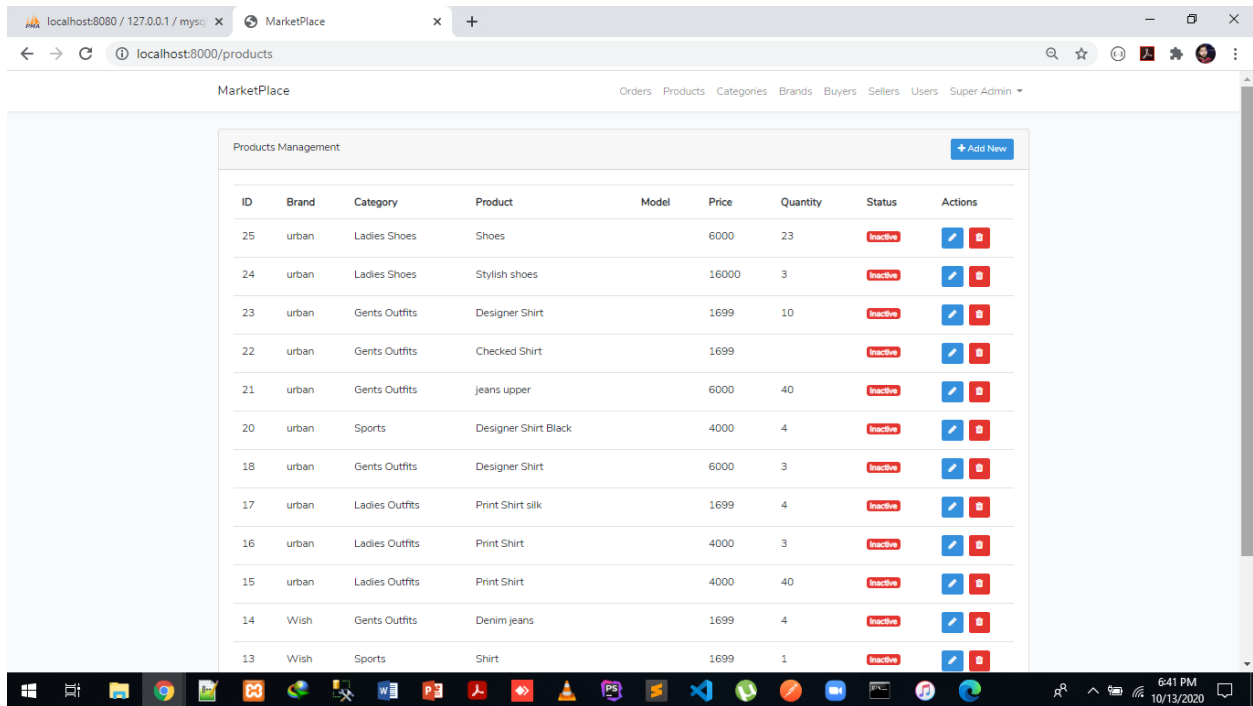 localhost:8080 / 127.0.0.1 / mysq
MarketPlace
localhost:8000/products
MarketPlace
Orders Products Categories Brands Buyers Sellers Users Super Admin
Products Management
Add New
ID Brand Category Product Model Price Quantity Status Actions
25 urban Ladies Shoes Shoes 6000 23 Inactive
24 urban Ladies Shoes Stylish shoes 16000 3 Inactive
23 urban Gents Outfits Designer Shirt 1699 10 Inactive
22 urban Gents Outfits Checked Shirt 1699 Inactive
21 urban Gents Outfits jeans upper 6000 40 Inactive
20 urban Sports Designer Shirt Black 4000 4 Inactive
18 urban Gents Outfits Designer Shirt 6000 3 Inactive
17 urban Ladies Outfits Print Shirt silk 1699 4 Inactive
16 urban Ladies Outfits Print Shirt 4000 3 Inactive
15 urban Ladies Outfits Print Shirt 4000 40 Inactive
14 Wish Gents Outfits Denim jeans 1699 4 Inactive
13 Wish Sports Shirt 1699 1 Inactive
6:41 PM
10/13/2020